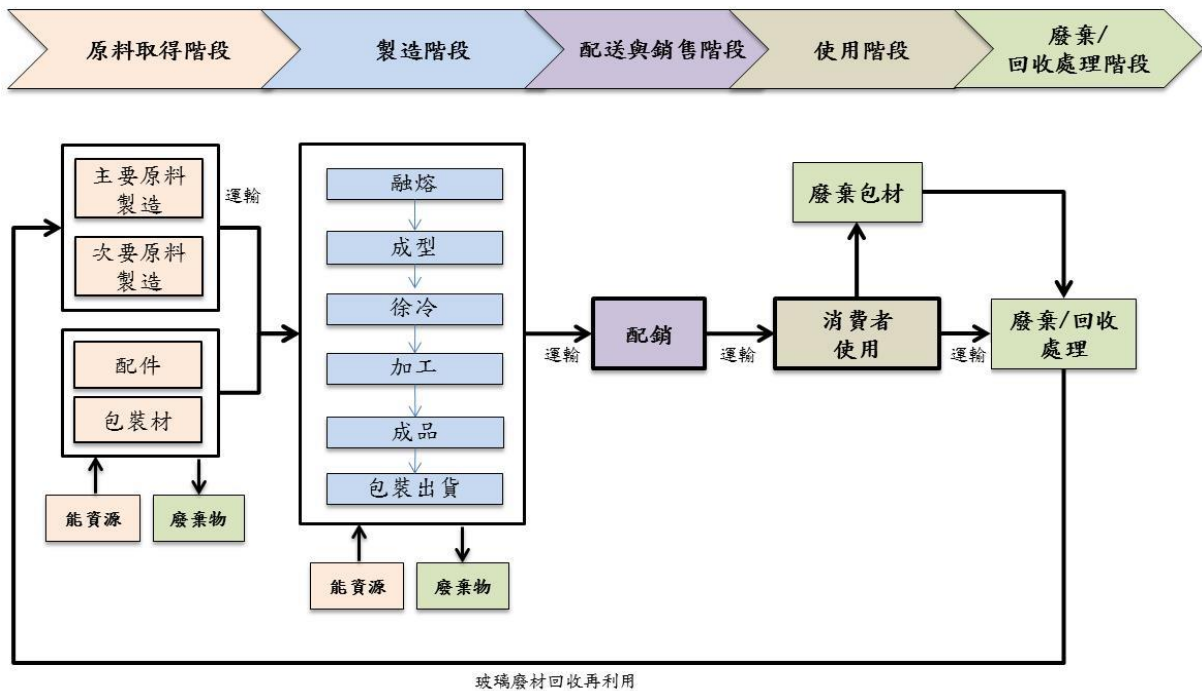 原料取得階段
製造階段
配送與銷售階段
使用階段
廢棄/
回收處理階段
主要原料
製造
次要原料
製造
運輸
配件
包裝材
能資源
廢棄物
融熔
成型
徐冷
加工
成品
包裝出貨
能資源
廢棄物
運輸
配銷
運輸
廢棄包材
消費者
使用
運輸
廢棄/回收
處理
玻璃廢材回收再利用